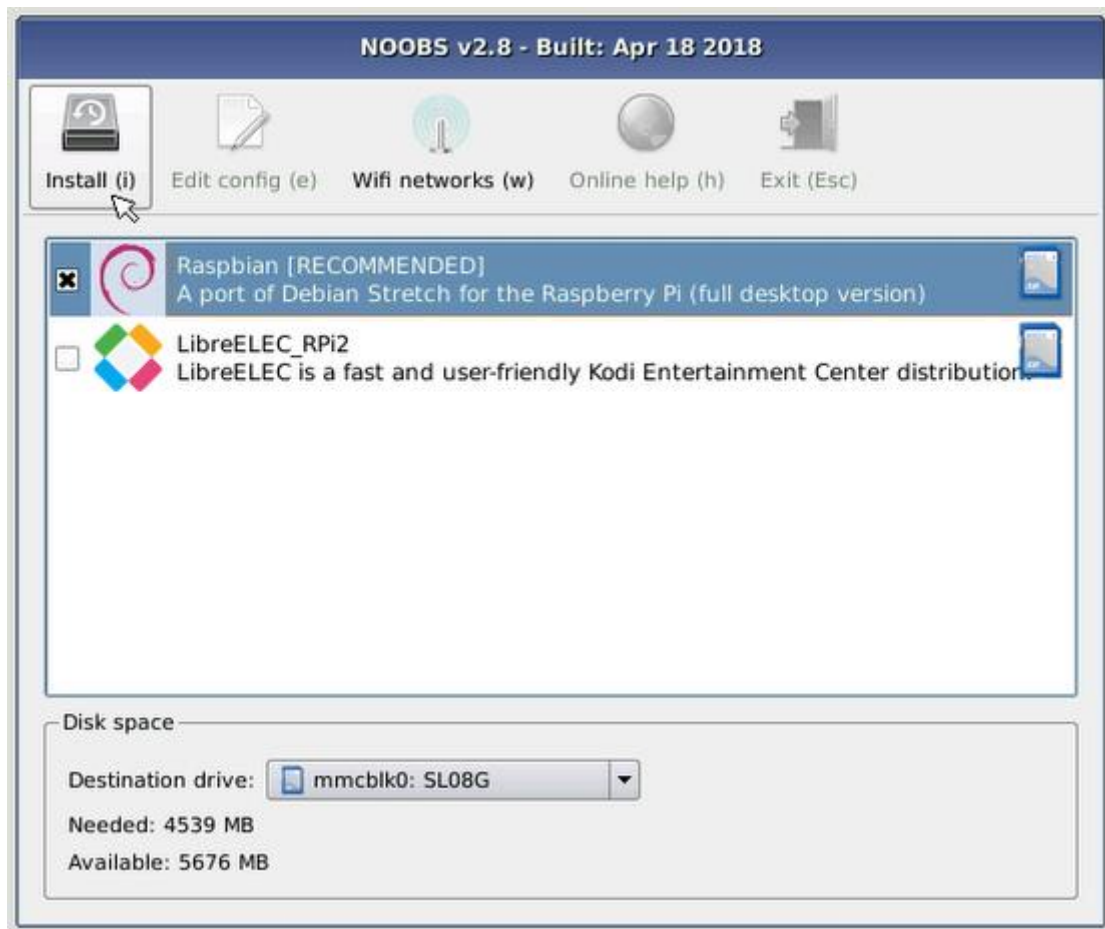 NOOBS v2.8 - Built: Apr 18 2018
Install (i) Edit config (e) Wifi networks (w) Online help (h) Exit (Esc)
Raspbian [RECOMMENDED]
A port of Debian Stretch for the Raspberry Pi (full desktop version)
LibreELEC_RPi2
LibreELEC is a fast and user-friendly Kodi Entertainment Center distribution.
Disk space
Destination drive: mmcblk0: SL08G
Needed: 4539 MB
Available: 5676 MB